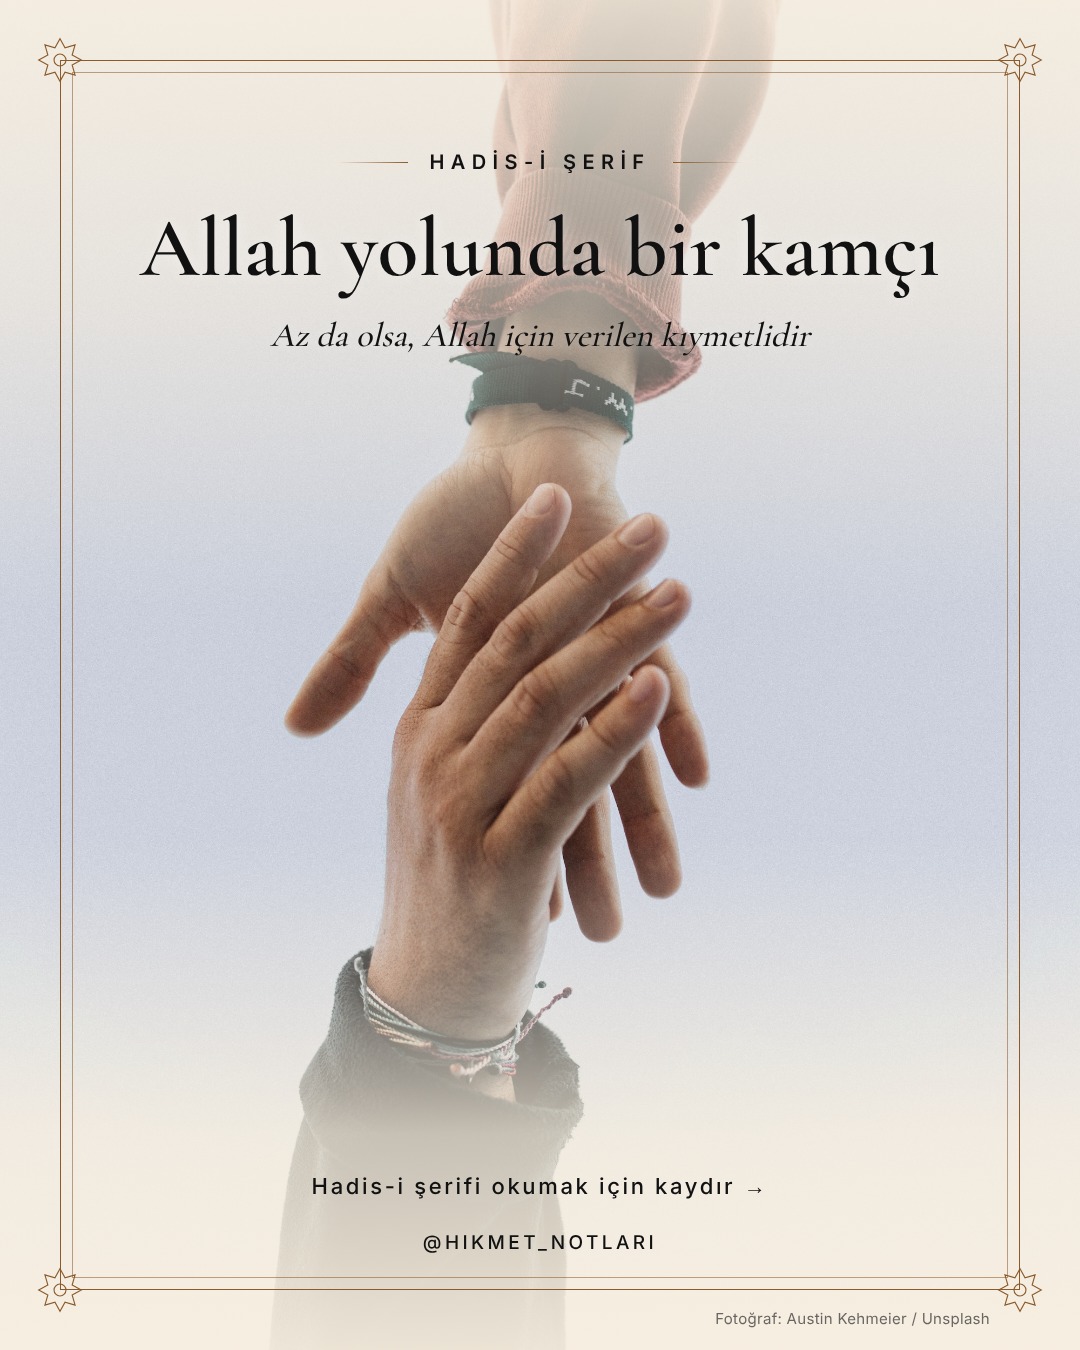 HADİS-İ ŞERİF
Allah yolunda bir kamçı
Az da olsa, Allah için verilen kıymetlidir
Hadis-i şerifi okumak için kaydır →
@HIKMET_NOTLARI
Fotoğraf: Austin Kehmeier / Unsplash